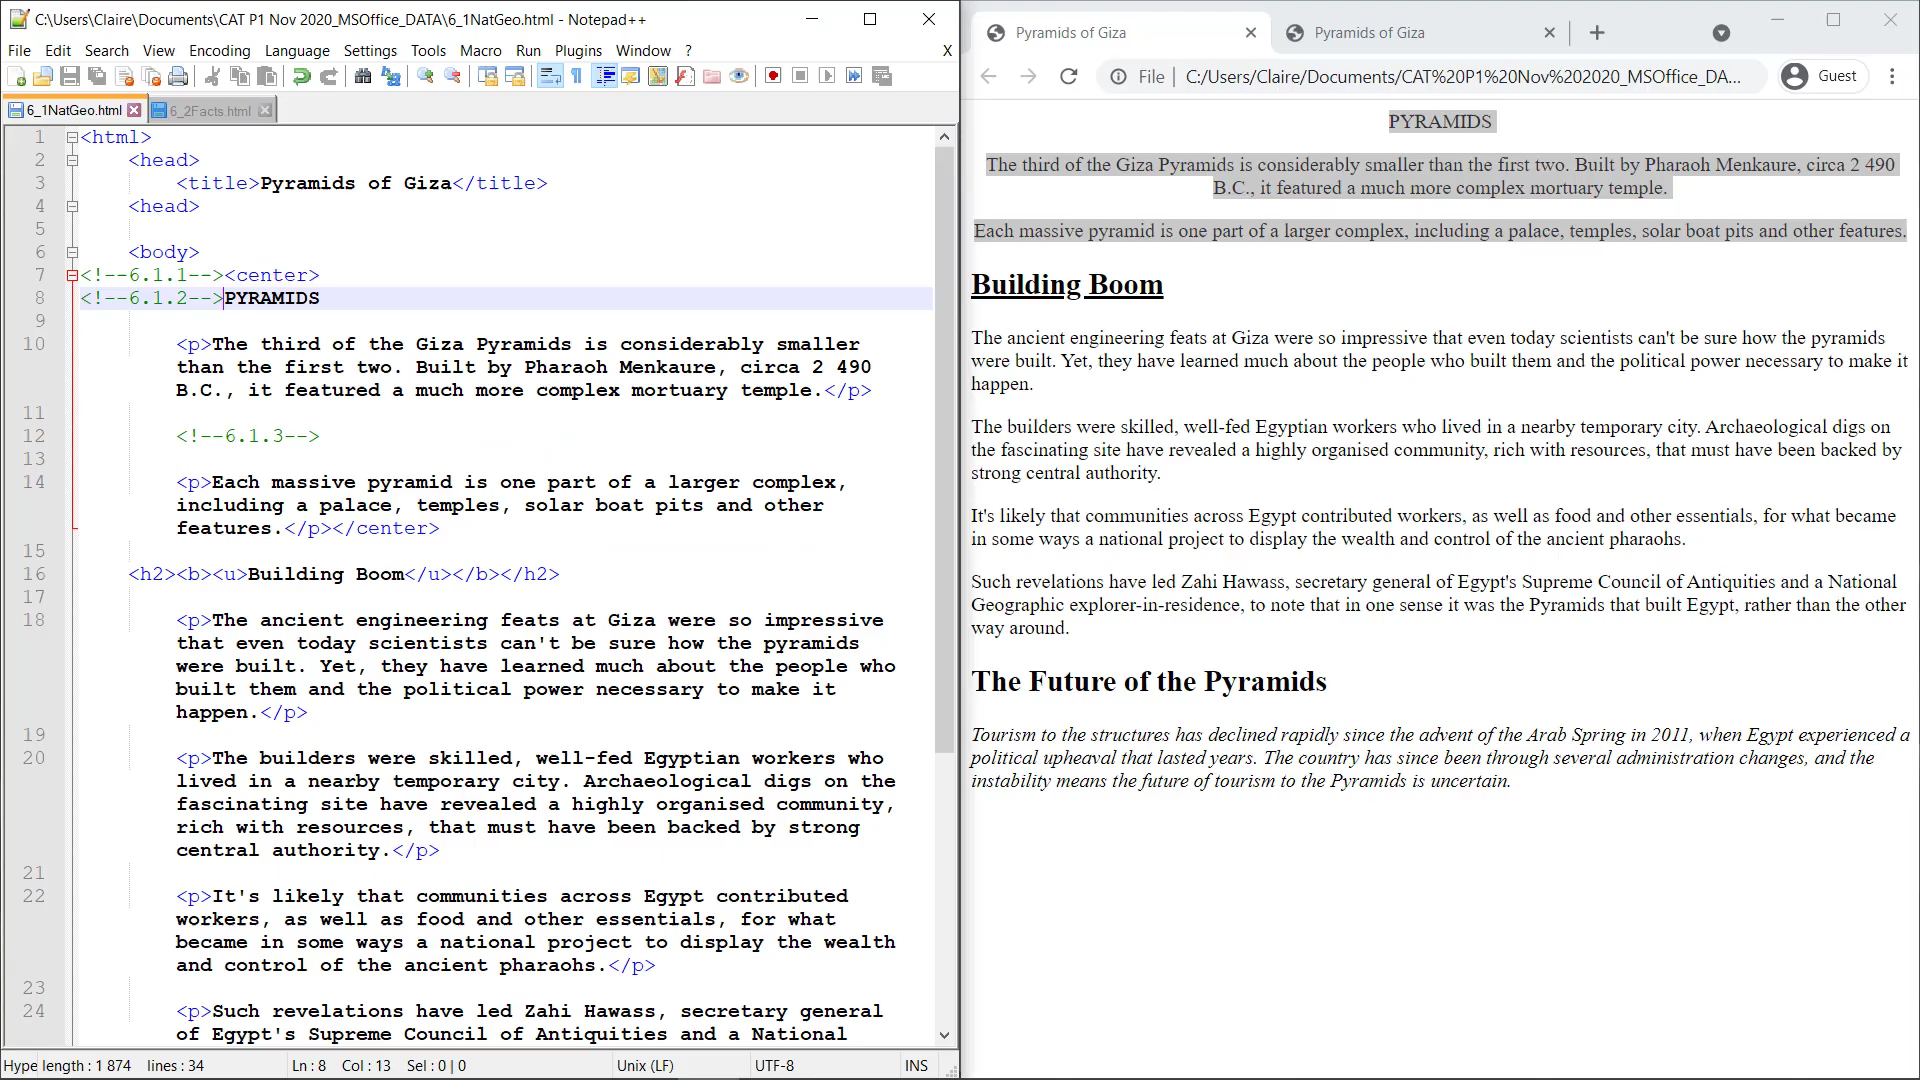 C:\Users\Claire\Documents\CAT P1 Nov 2020_MSOffice_DATA\6_1NatGeo.html - Notepad++
File Edit Search View Encoding Language Settings Tools Macro Run Plugins Window ? X
6_1NatGeo.html 6_2Facts.html
1 <html>
2 <head>
3 <title>Pyramids of Giza</title>
4 <head>
5
6 <body>
7 <!--6.1.1--><center>
8 <!--6.1.2-->PYRAMIDS
9
10 <p>The third of the Giza Pyramids is considerably smaller
than the first two. Built by Pharaoh Menkaure, circa 2 490
B.C., it featured a much more complex mortuary temple.</p>
11
12 <!--6.1.3-->
13
14 <p>Each massive pyramid is one part of a larger complex,
including a palace, temples, solar boat pits and other
features.</p></center>
15
16 <h2><b><u>Building Boom</u></b></h2>
17
18 <p>The ancient engineering feats at Giza were so impressive
that even today scientists can't be sure how the pyramids
were built. Yet, they have learned much about the people who
built them and the political power necessary to make it
happen.</p>
19
20 <p>The builders were skilled, well-fed Egyptian workers who
lived in a nearby temporary city. Archaeological digs on the
fascinating site have revealed a highly organised community,
rich with resources, that must have been backed by strong
central authority.</p>
21
22 <p>It's likely that communities across Egypt contributed
workers, as well as food and other essentials, for what
became in some ways a national project to display the wealth
and control of the ancient pharaohs.</p>
23
24 <p>Such revelations have led Zahi Hawass, secretary general
of Egypt's Supreme Council of Antiquities and a National
Hype length : 1 874 lines : 34 Ln : 8 Col : 13 Sel : 0 | 0 Unix (LF) UTF-8 INS
Pyramids of Giza Pyramids of Giza
File C:/Users/Claire/Documents/CAT%20P1%20Nov%202020_MSOffice_DA... Guest
PYRAMIDS
The third of the Giza Pyramids is considerably smaller than the first two. Built by Pharaoh Menkaure, circa 2 490
B.C., it featured a much more complex mortuary temple.
Each massive pyramid is one part of a larger complex, including a palace, temples, solar boat pits and other features.
Building Boom
The ancient engineering feats at Giza were so impressive that even today scientists can't be sure how the pyramids
were built. Yet, they have learned much about the people who built them and the political power necessary to make it
happen.
The builders were skilled, well-fed Egyptian workers who lived in a nearby temporary city. Archaeological digs on
the fascinating site have revealed a highly organised community, rich with resources, that must have been backed by
strong central authority.
It's likely that communities across Egypt contributed workers, as well as food and other essentials, for what became
in some ways a national project to display the wealth and control of the ancient pharaohs.
Such revelations have led Zahi Hawass, secretary general of Egypt's Supreme Council of Antiquities and a National
Geographic explorer-in-residence, to note that in one sense it was the Pyramids that built Egypt, rather than the other
way around.
The Future of the Pyramids
Tourism to the structures has declined rapidly since the advent of the Arab Spring in 2011, when Egypt experienced a
political upheaval that lasted years. The country has since been through several administration changes, and the
instability means the future of tourism to the Pyramids is uncertain.